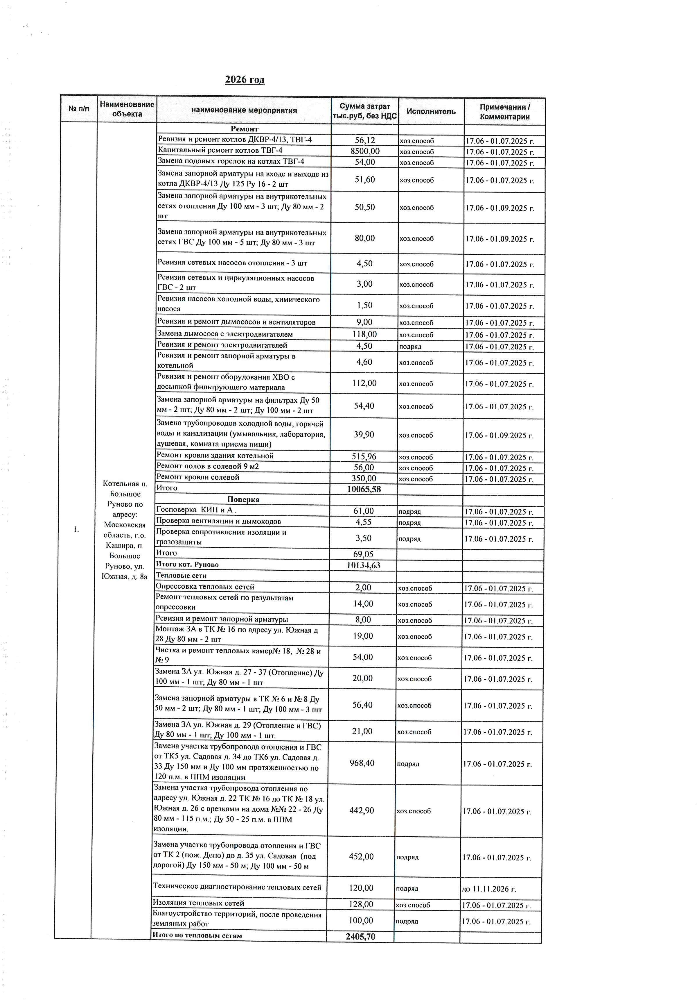 2026 год
№ п/п
Наименование
объекта
наименование мероприятия
Сумма затрат
тыс.руб, без НДС
Исполнитель
Примечания /
Комментарии
1.
Котельная п.
Большое
Руново по
адресу:
Московская
область, г.о.
Кашира, п
Большое
Руново, ул.
Южная, д. 8а
Ремонт
Ревизия и ремонт котлов ДКВР-4/13, ТВГ-4 56,12 хоз.способ 17.06 - 01.07.2025 г.
Капитальный ремонт котлов ТВГ-4 8500,00 хоз.способ 17.06 - 01.07.2025 г.
Замена подовых горелок на котлах ТВГ-4 54,00 хоз.способ 17.06 - 01.07.2025 г.
Замена запорной арматуры на входе и выходе из
котла ДКВР-4/13 Ду 125 Ру 16 - 2 шт
51,60 хоз.способ 17.06 - 01.07.2025 г.
Замена запорной арматуры на внутрикотельных
сетях отопления Ду 100 мм - 3 шт; Ду 80 мм - 2
шт
50,50 хоз.способ 17.06 - 01.09.2025 г.
Замена запорной арматуры на внутрикотельных
сетях ГВС Ду 100 мм - 5 шт; Ду 80 мм - 3 шт
80,00 хоз.способ 17.06 - 01.09.2025 г.
Ревизия сетевых насосов отопления - 3 шт 4,50 хоз.способ 17.06 - 01.07.2025 г.
Ревизия сетевых и циркуляционных насосов
ГВС - 2 шт
3,00 хоз.способ 17.06 - 01.07.2025 г.
Ревизия насосов холодной воды, химического
насоса
1,50 хоз.способ 17.06 - 01.07.2025 г.
Ревизия и ремонт дымососов и вентиляторов 9,00 хоз.способ 17.06 - 01.07.2025 г.
Замена дымососа с электродвигателем 118,00 хоз.способ 17.06 - 01.07.2025 г.
Ревизия и ремонт электродвигателей 4,50 подряд 17.06 - 01.07.2025 г.
Ревизия и ремонт запорной арматуры в
котельной
4,60 хоз.способ 17.06 - 01.07.2025 г.
Ревизия и ремонт оборудования ХВО с
досыпкой фильтрующего материала
112,00 хоз.способ 17.06 - 01.07.2025 г.
Замена запорной арматуры на фильтрах Ду 50
мм - 2 шт; Ду 80 мм - 2 шт; Ду 100 мм - 2 шт
54,40 хоз.способ 17.06 - 01.07.2025 г.
Замена трубопроводов холодной воды, горячей
воды и канализации (умывальник, лаборатория,
душевая, комната приема пищи)
39,90 хоз.способ 17.06 - 01.09.2025 г.
Ремонт кровли здания котельной 515,96 хоз.способ 17.06 - 01.07.2025 г.
Ремонт полов в солевой 9 м2 56,00 хоз.способ 17.06 - 01.07.2025 г.
Ремонт кровли солевой 350,00 хоз.способ 17.06 - 01.07.2025 г.
Итого 10065,58
Поверка
Госповерка КИП и А . 61,00 подряд 17.06 - 01.07.2025 г.
Проверка вентиляции и дымоходов 4,55 подряд 17.06 - 01.07.2025 г.
Проверка сопротивления изоляции и
грозозащиты
3,50 подряд 17.06 - 01.07.2025 г.
Итого 69,05
Итого кот. Руново 10134,63
Тепловые сети
Опрессовка тепловых сетей 2,00 хоз.способ 17.06 - 01.07.2025 г.
Ремонт тепловых сетей по результатам
опрессовки
14,00 хоз.способ 17.06 - 01.07.2025 г.
Ревизия и ремонт запорной арматуры 8,00 хоз.способ 17.06 - 01.07.2025 г.
Монтаж ЗА в ТК № 16 по адресу ул. Южная д
28 Ду 80 мм - 2 шт
19,00 хоз.способ 17.06 - 01.07.2025 г.
Чистка и ремонт тепловых камер№ 18, № 28 и
№ 9
54,00 хоз.способ 17.06 - 01.07.2025 г.
Замена ЗА ул. Южная д. 27 - 37 (Отопление) Ду
100 мм - 1 шт; Ду 80 мм - 1 шт
20,00 хоз.способ 17.06 - 01.07.2025 г.
Замена запорной арматуры в ТК № 6 и № 8 Ду
50 мм - 2 шт; Ду 80 мм - 1 шт; Ду 100 мм - 3 шт
56,40 хоз.способ 17.06 - 01.07.2025 г.
Замена ЗА ул. Южная д. 29 (Отопление и ГВС)
Ду 80 мм - 1 шт; Ду 100 мм - 1 шт.
21,00 хоз.способ 17.06 - 01.07.2025 г.
Замена участка трубопровода отопления и ГВС
от ТК5 ул. Садовая д. 34 до ТК6 ул. Садовая д.
33 Ду 150 мм и Ду 100 мм протяженностью по
120 п.м. в ППМ изоляции
968,40 подряд 17.06 - 01.07.2025 г.
Замена участка трубопровода отопления по
адресу ул. Южная д. 22 ТК № 16 до ТК № 18 ул.
Южная д. 26 с врезками на дома №№ 22 - 26 Ду
80 мм - 115 п.м.; Ду 50 - 25 п.м. в ППМ
изоляции.
442,90 хоз.способ 17.06 - 01.07.2025 г.
Замена участка трубопровода отопления и ГВС
от ТК 2 (пож. Депо) до д. 35 ул. Садовая (под
дорогой) Ду 150 мм - 50 м; Ду 100 мм - 50 м
452,00 подряд 17.06 - 01.07.2025 г.
Техническое диагностирование тепловых сетей 120,00 подряд до 11.11.2026 г.
Изоляция тепловых сетей 128,00 хоз.способ 17.06 - 01.07.2025 г.
Благоустройство территорий, после проведения
земляных работ
100,00 подряд 17.06 - 01.07.2025 г.
Итого по тепловым сетям 2405,70